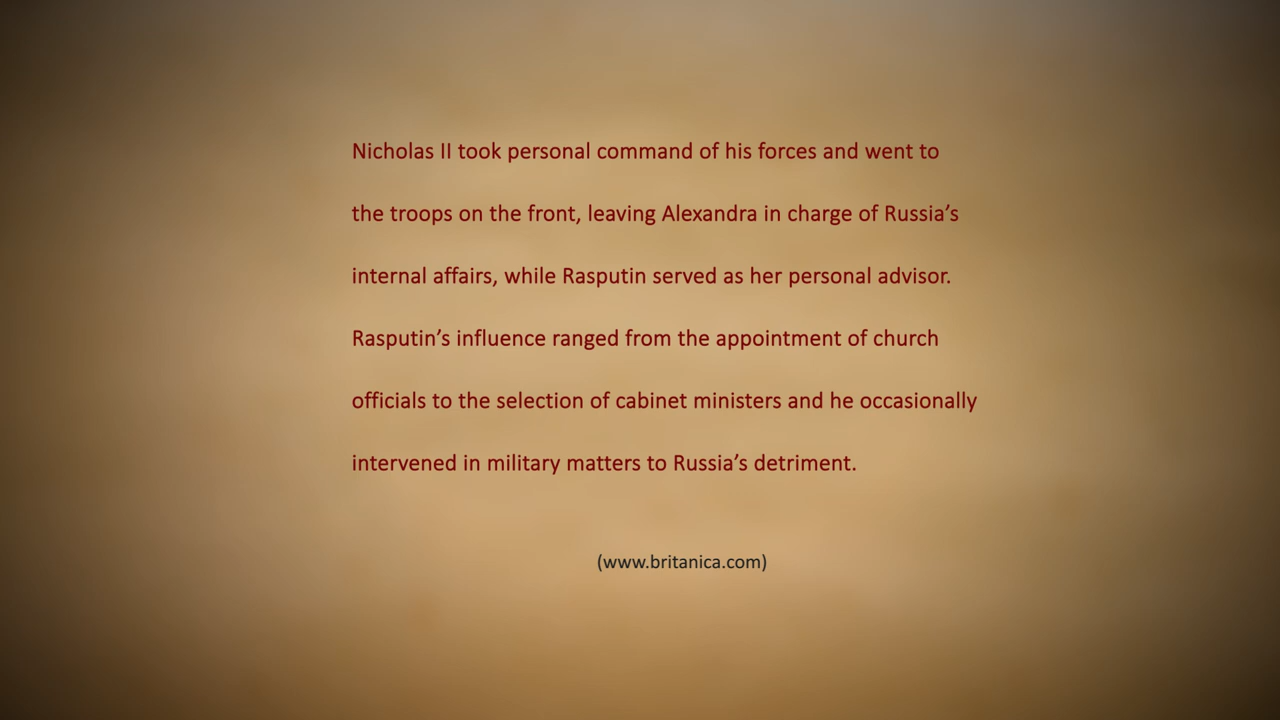 Nicholas II took personal command of his forces and went to
the troops on the front, leaving Alexandra in charge of Russia’s
internal affairs, while Rasputin served as her personal advisor.
Rasputin’s influence ranged from the appointment of church
officials to the selection of cabinet ministers and he occasionally
intervened in military matters to Russia’s detriment.
(www.britanica.com)